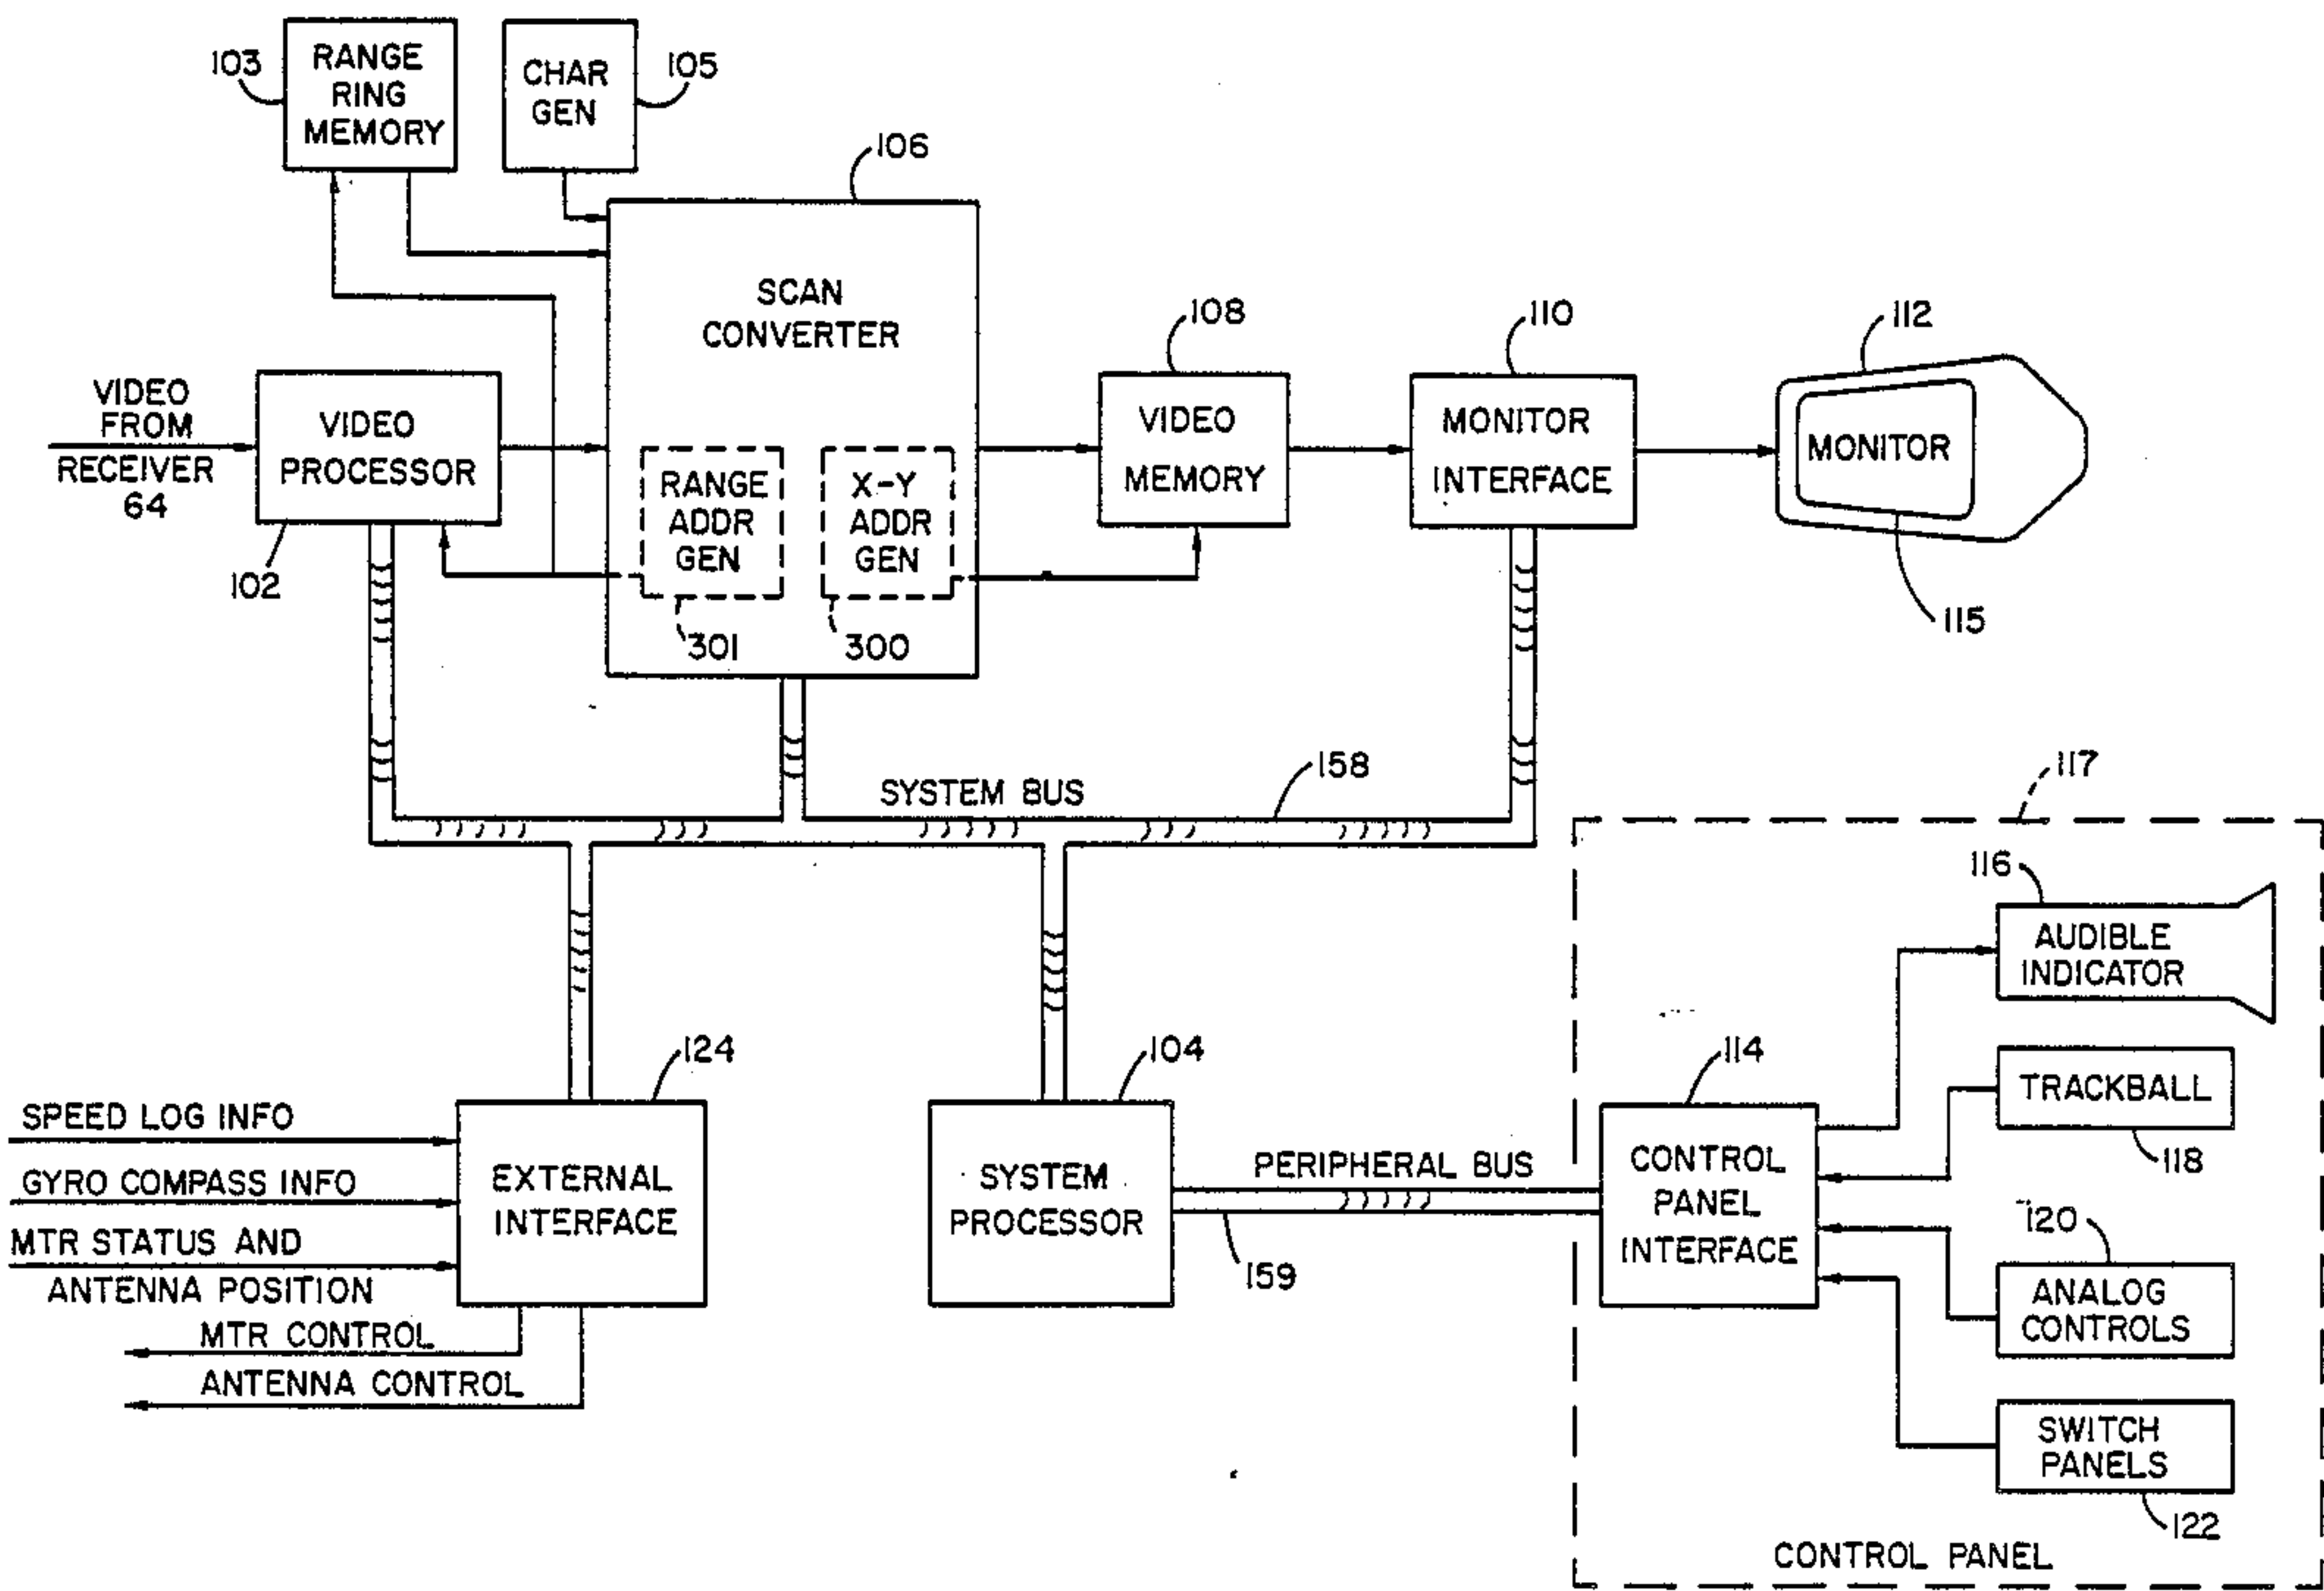 103
RANGE
RING
MEMORY
CHAR
GEN
105
106
SCAN
CONVERTER
VIDEO
FROM
RECEIVER
64
VIDEO
PROCESSOR
102
RANGE
ADDR
GEN
301
X-Y
ADDR
GEN
300
108
VIDEO
MEMORY
110
MONITOR
INTERFACE
112
MONITOR
115
SYSTEM BUS
158
117
116
AUDIBLE
INDICATOR
TRACKBALL
118
120
ANALOG
CONTROLS
SWITCH
PANELS
122
114
CONTROL
PANEL
INTERFACE
CONTROL PANEL
PERIPHERAL BUS
159
104
SYSTEM
PROCESSOR
124
EXTERNAL
INTERFACE
SPEED LOG INFO
GYRO COMPASS INFO
MTR STATUS AND
ANTENNA POSITION
MTR CONTROL
ANTENNA CONTROL